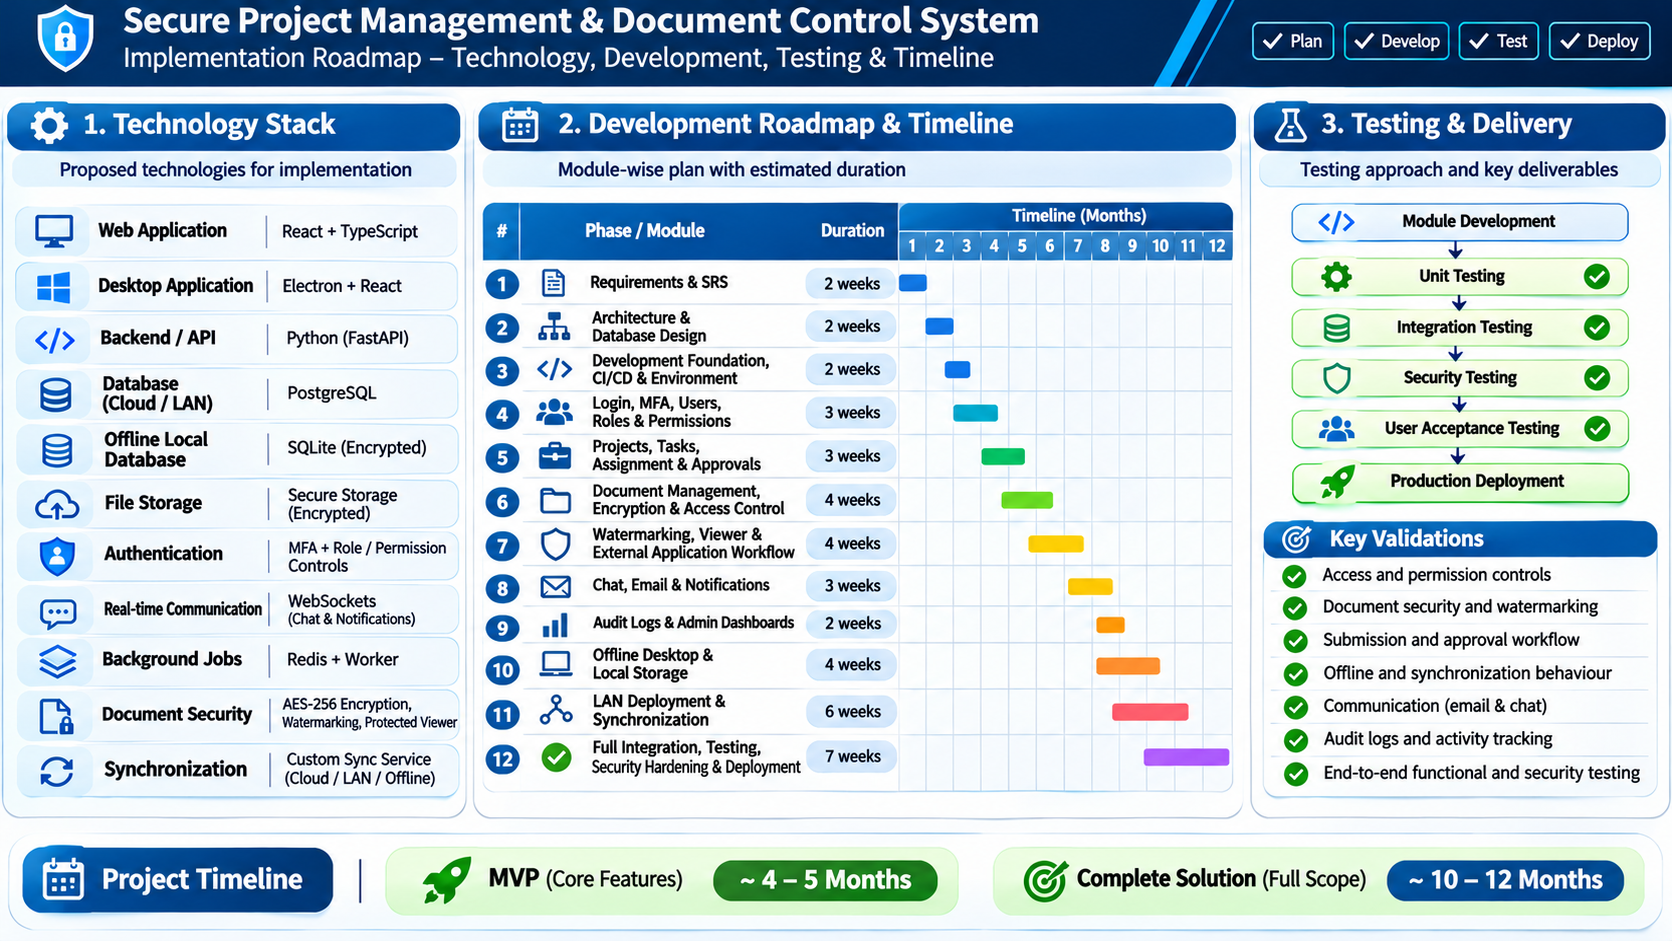 Secure Project Management & Document Control System
Implementation Roadmap – Technology, Development, Testing & Timeline
Plan
Develop
Test
Deploy
1. Technology Stack
Proposed technologies for implementation
Web Application
React + TypeScript
Desktop Application
Electron + React
Backend / API
Python (FastAPI)
Database
(Cloud / LAN)
PostgreSQL
Offline Local
Database
SQLite (Encrypted)
File Storage
Secure Storage
(Encrypted)
Authentication
MFA + Role / Permission
Controls
Real-time Communication
WebSockets
(Chat & Notifications)
Background Jobs
Redis + Worker
Document Security
AES-256 Encryption,
Watermarking, Protected Viewer
Synchronization
Custom Sync Service
(Cloud / LAN / Offline)
2. Development Roadmap & Timeline
Module-wise plan with estimated duration
# Phase / Module Duration Timeline (Months)
1 2 3 4 5 6 7 8 9 10 11 12
1 Requirements & SRS 2 weeks
2 Architecture &
Database Design
2 weeks
3 Development Foundation,
CI/CD & Environment
2 weeks
4 Login, MFA, Users,
Roles & Permissions
3 weeks
5 Projects, Tasks,
Assignment & Approvals
3 weeks
6 Document Management,
Encryption & Access Control
4 weeks
7 Watermarking, Viewer &
External Application Workflow
4 weeks
8 Chat, Email & Notifications 3 weeks
9 Audit Logs & Admin Dashboards 2 weeks
10 Offline Desktop &
Local Storage
4 weeks
11 LAN Deployment &
Synchronization
6 weeks
12 Full Integration, Testing,
Security Hardening & Deployment
7 weeks
3. Testing & Delivery
Testing approach and key deliverables
Module Development
Unit Testing
Integration Testing
Security Testing
User Acceptance Testing
Production Deployment
Key Validations
Access and permission controls
Document security and watermarking
Submission and approval workflow
Offline and synchronization behaviour
Communication (email & chat)
Audit logs and activity tracking
End-to-end functional and security testing
Project Timeline
MVP (Core Features)
~ 4 – 5 Months
Complete Solution (Full Scope)
~ 10 – 12 Months